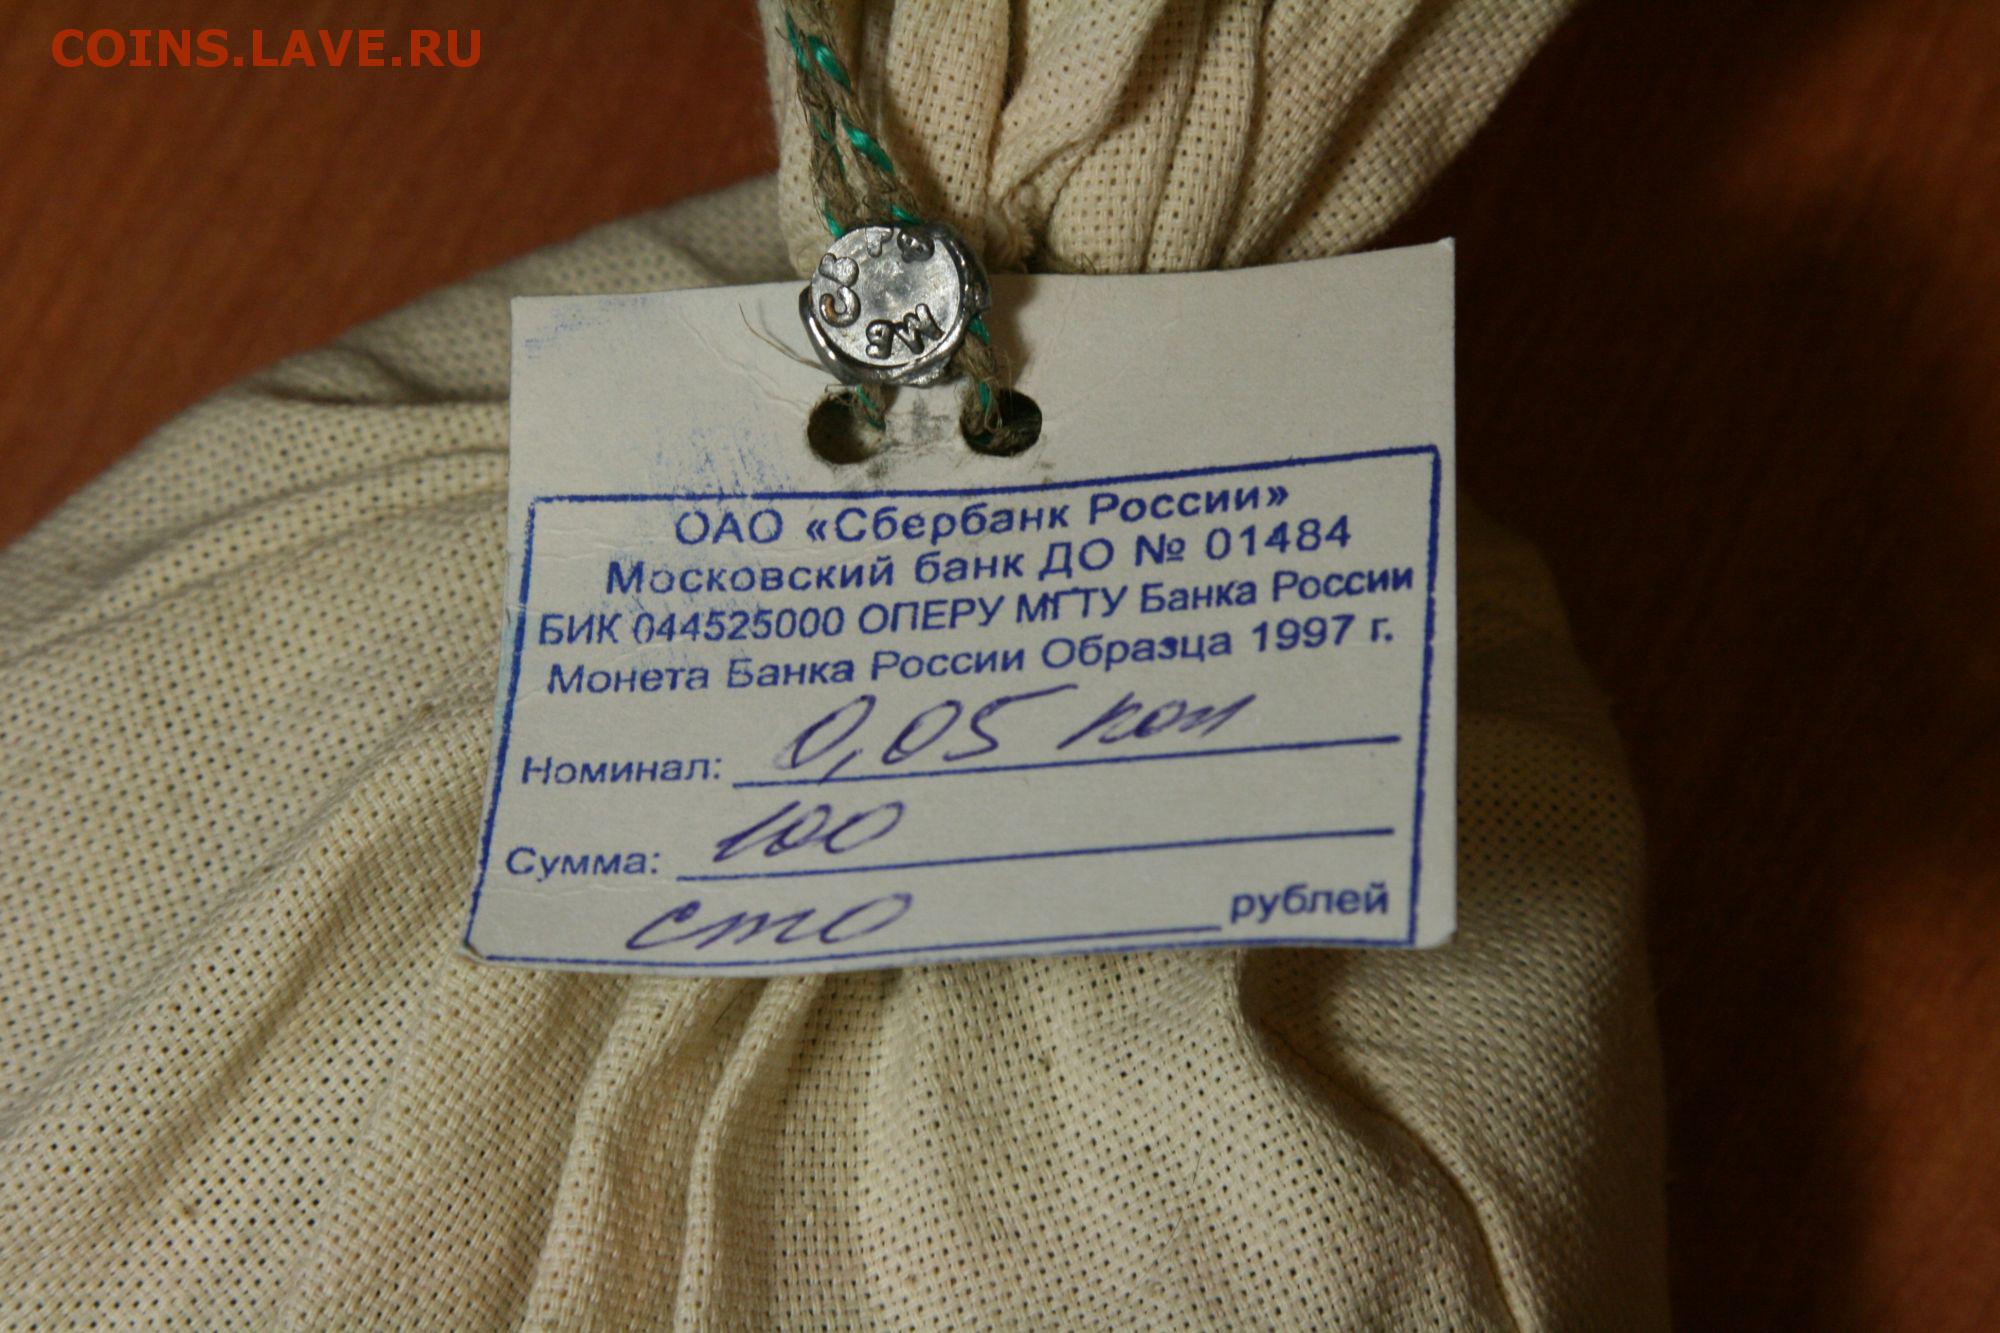 COINS.LAVE.RU
ОАО «Сбербанк России»
Московский банк ДО № 01484
БИК 044525000 ОПЕРУ МГТУ Банка России
Монета Банка России Образца 1997 г.
Номинал: 0,05 коп
Сумма: 100
сто рублей